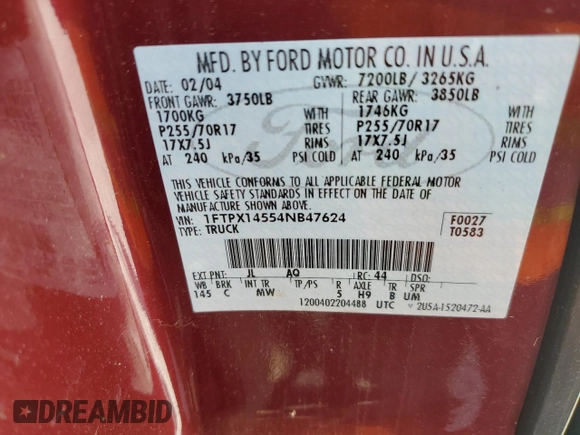 MFD. BY FORD MOTOR CO. IN U.S.A.
DATE: 02/04 GVWR: 7200LB/ 3265KG
FRONT GAWR: 3750LB REAR GAWR: 3850LB
1700KG WITH 1746KG WITH
P255/70R17 TIRES P255/70R17 TIRES
17X7.5J RIMS 17X7.5J RIMS
AT 240 kPa/35 PSI COLD AT 240 kPa/35 PSI COLD
THIS VEHICLE CONFORMS TO ALL APPLICABLE FEDERAL MOTOR
VEHICLE SAFETY STANDARDS IN EFFECT ON THE DATE OF
MANUFACTURE SHOWN ABOVE.
VIN: 1FTPX14554NB47624 F0027
TYPE: TRUCK T0583
EXT PNT: JL AQ RC: 44 DSO:
WB BRK INT TR TP/PS R AXLE TR SPR
145 C MW 5 H9 B UM
1200402204488 UTC 2USA-1520472-AA
Ford
DREAMBID